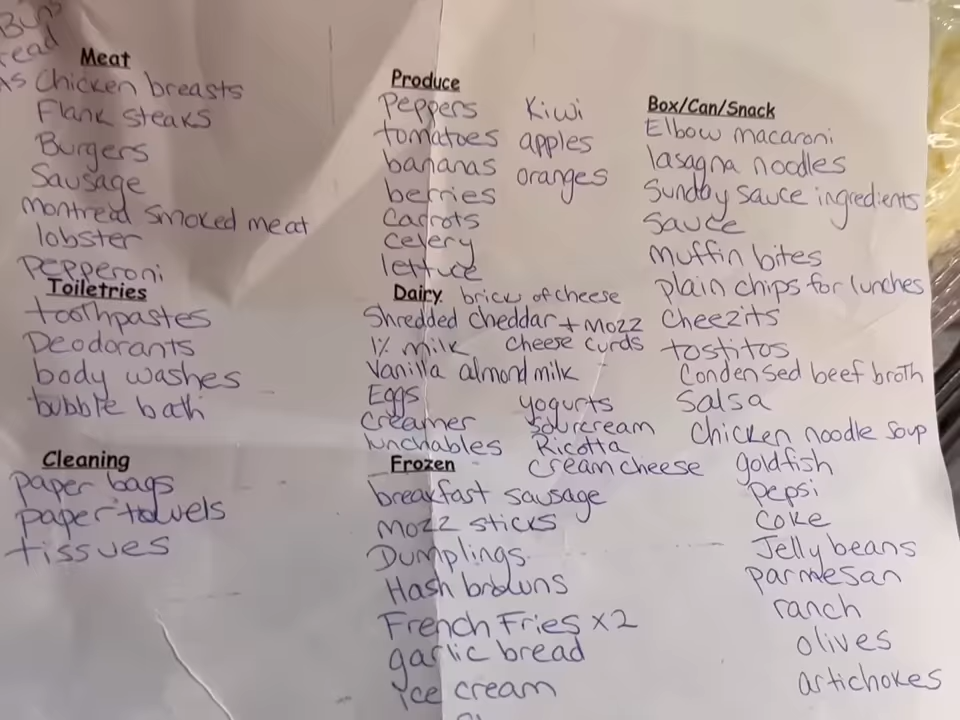 Buns
Meat
Chicken breasts
Flank steaks
Burgers
Sausage
montreal smoked meat
lobster
pepperoni
Toiletries
toothpastes
Deodorants
body washes
bubble bath
Cleaning
paper bags
paper towels
tissues
Produce
Peppers Kiwi
tomatoes apples
bananas oranges
berries
Carrots
celery
lettuce
Dairy brick of cheese
Shredded Cheddar + Mozz
1% milk cheese curds
Vanilla almond milk
Eggs yogurts
Creamer sourcream
lunchables Ricotta
cream cheese
Frozen
breakfast sausage
Mozz sticks
Dumplings
Hash browns
French Fries x2
garlic bread
ice cream
Box/Can/Snack
Elbow macaroni
lasagna noodles
Sunday sauce ingredients
Sauce
muffin bites
plain chips for lunches
Cheezits
tostitos
Condensed beef broth
Salsa
Chicken noodle soup
goldfish
pepsi
Coke
Jelly beans
parmesan
ranch
olives
artichokes